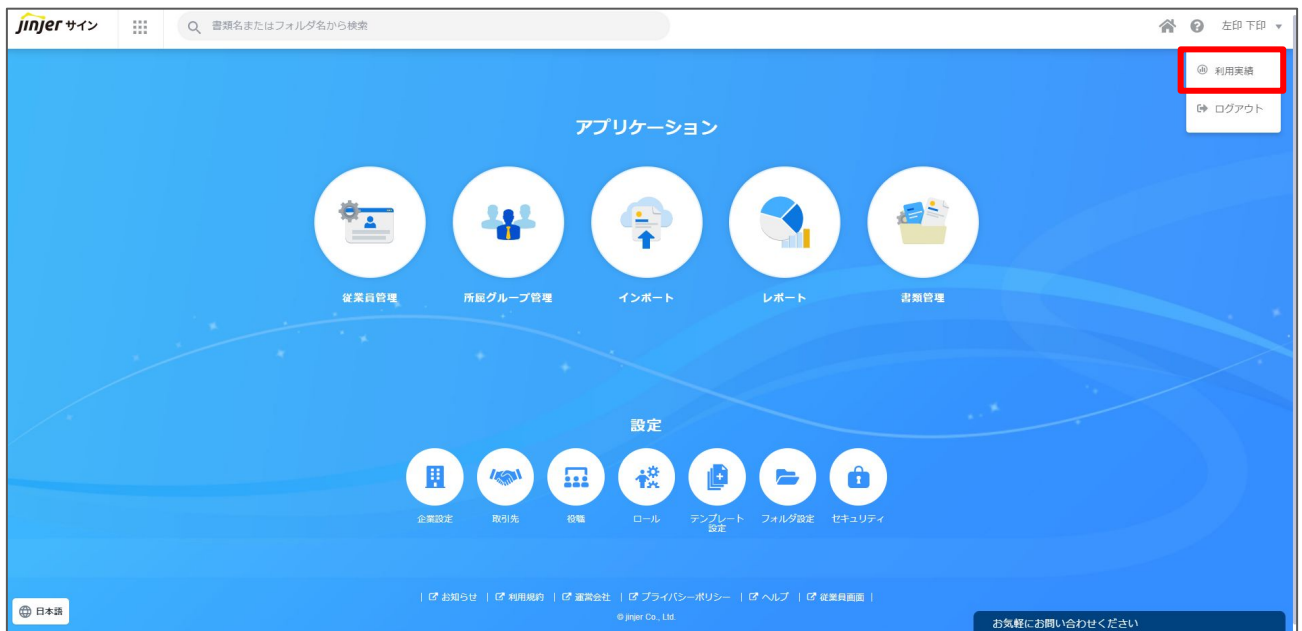 jinjer サイン
書類名またはフォルダ名から検索
左印 下印
利用実績
ログアウト
アプリケーション
従業員管理
所属グループ管理
インポート
レポート
書類管理
設定
企業設定
取引先
役職
ロール
テンプレート
設定
フォルダ設定
セキュリティ
| お知らせ | 利用規約 | 運営会社 | プライバシーポリシー | ヘルプ | 従業員画面 |
© jinjer Co., Ltd.
日本語
お気軽にお問い合わせください